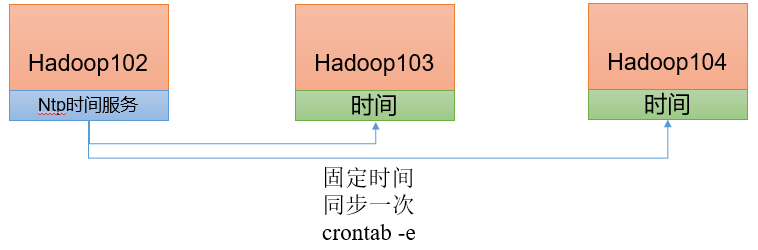 Hadoop102
Hadoop103
Hadoop104
Ntp时间服务
时间
时间
固定时间
同步一次
crontab -e